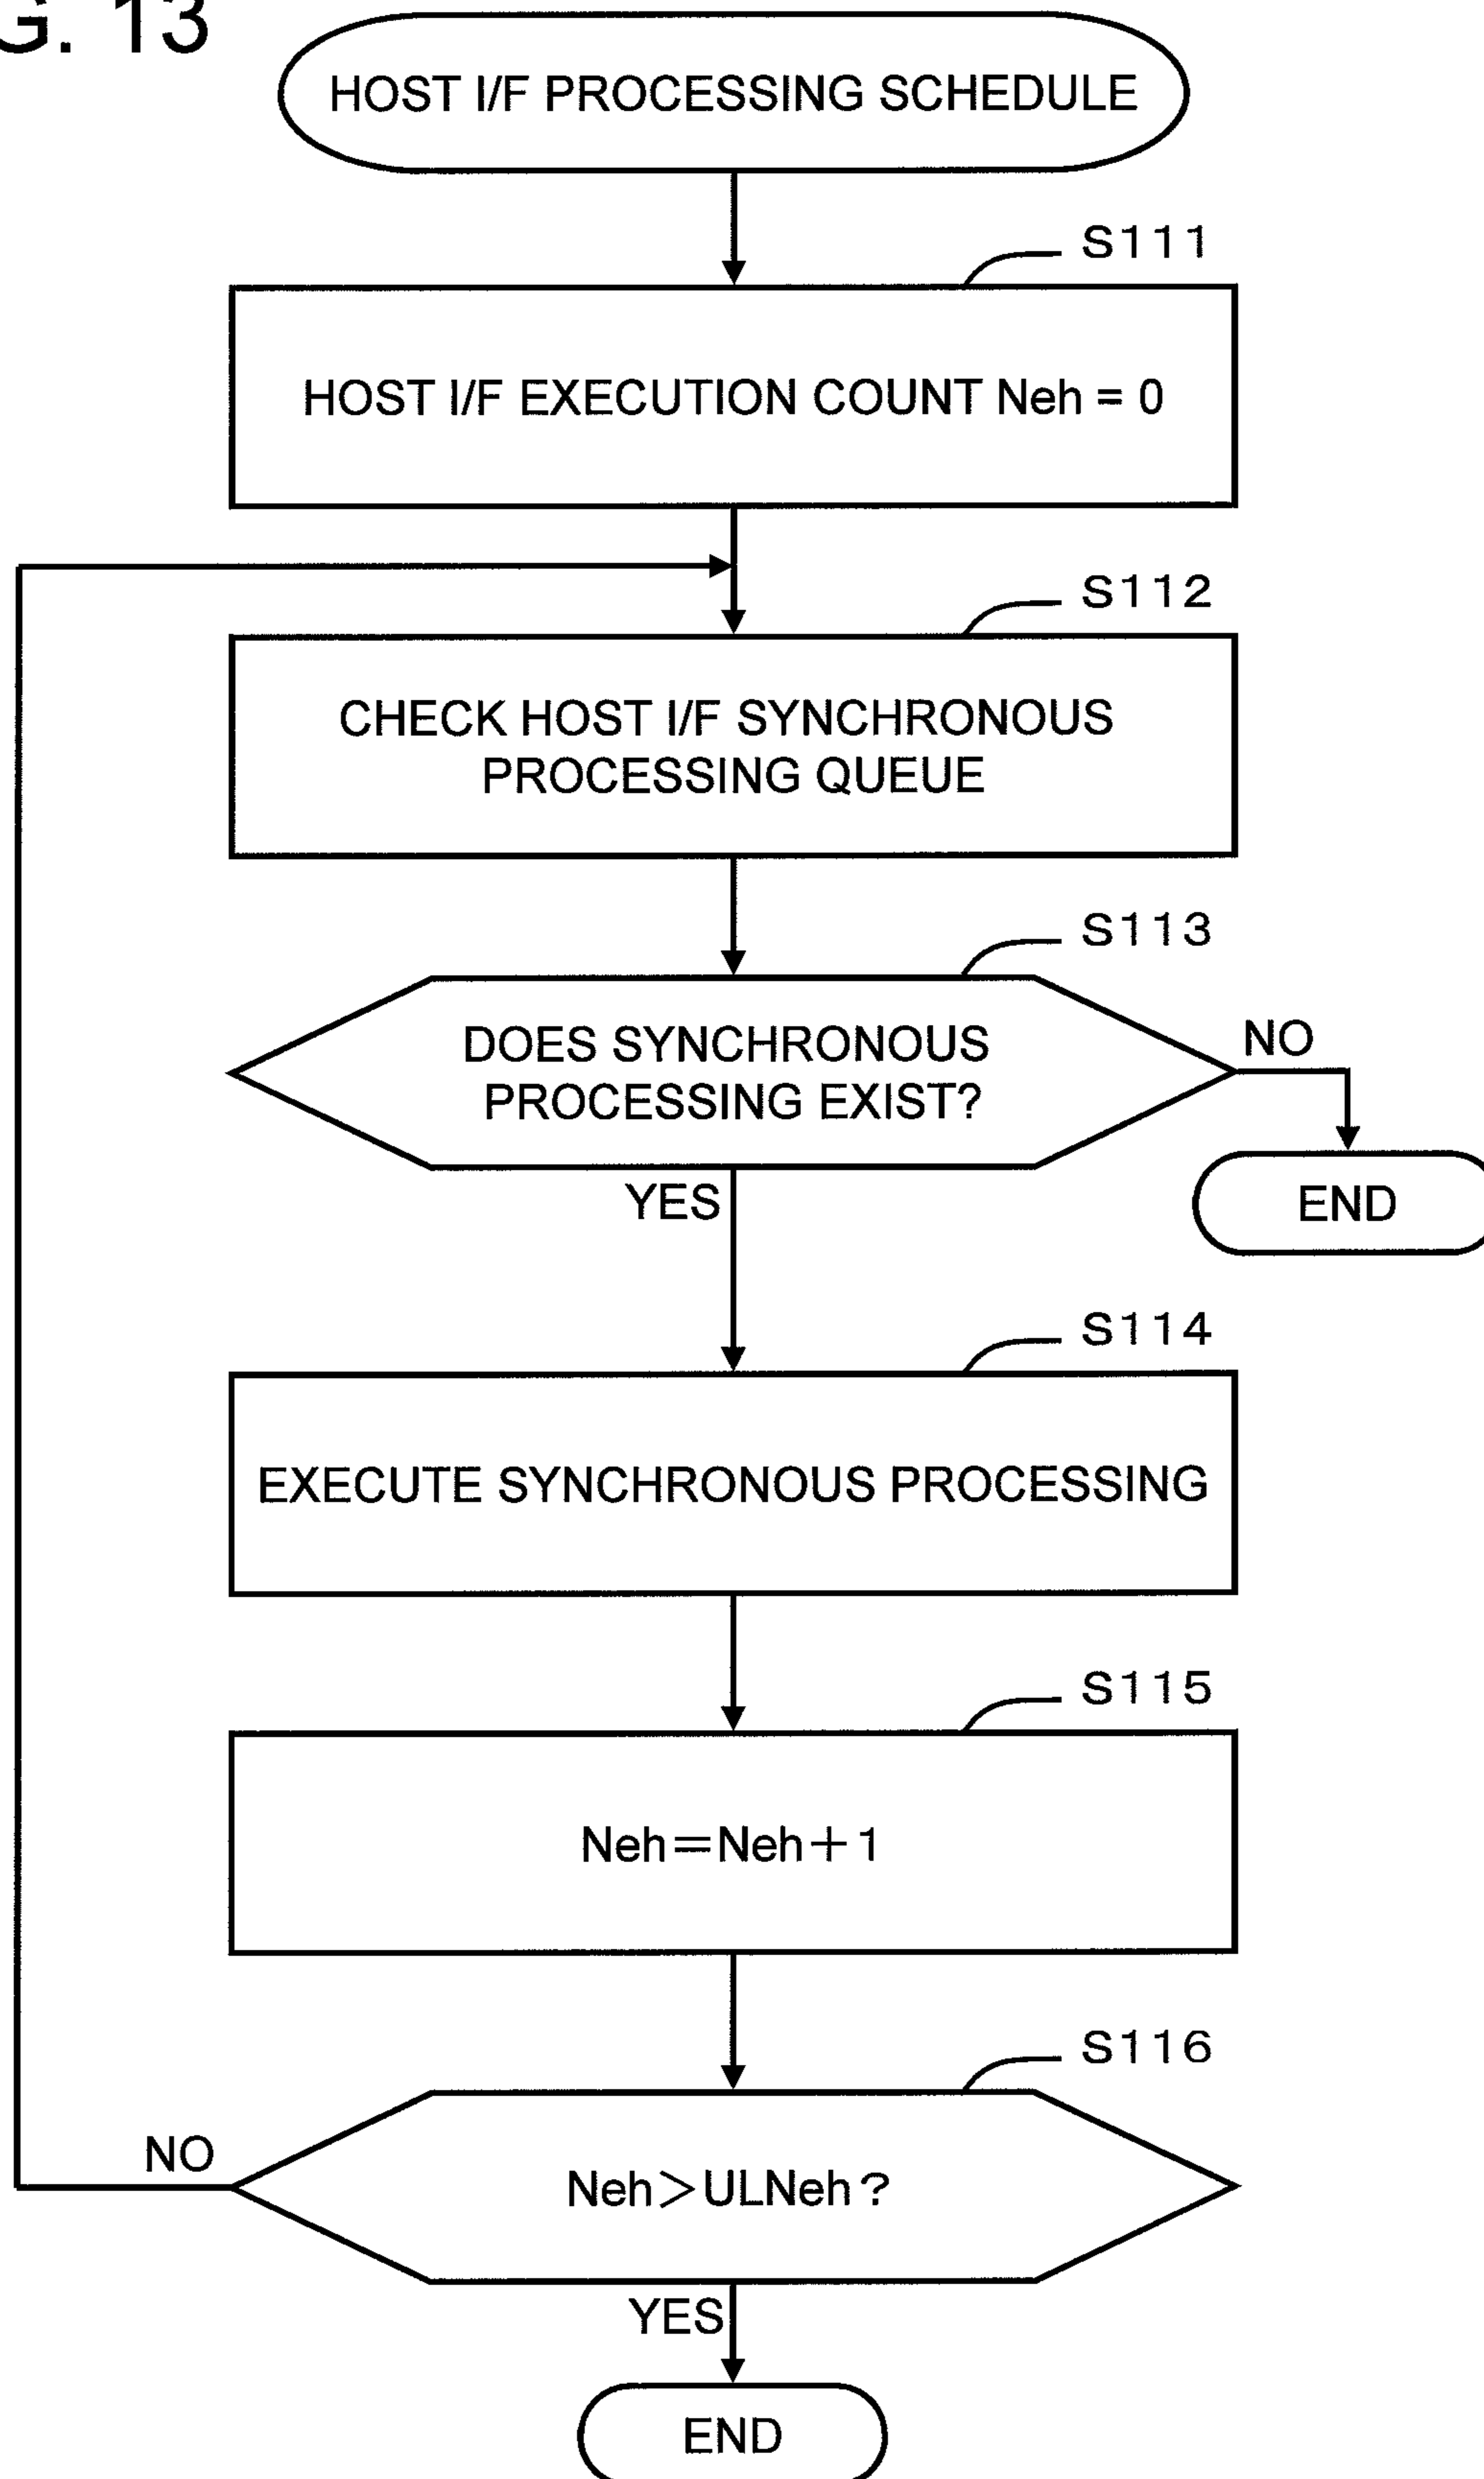 G. 13
HOST I/F PROCESSING SCHEDULE
S111
HOST I/F EXECUTION COUNT Neh = 0
S112
CHECK HOST I/F SYNCHRONOUS
PROCESSING QUEUE
S113
DOES SYNCHRONOUS
PROCESSING EXIST?
NO
YES
END
S114
EXECUTE SYNCHRONOUS PROCESSING
S115
Neh=Neh+1
S116
NO
Neh>ULNeh?
YES
END